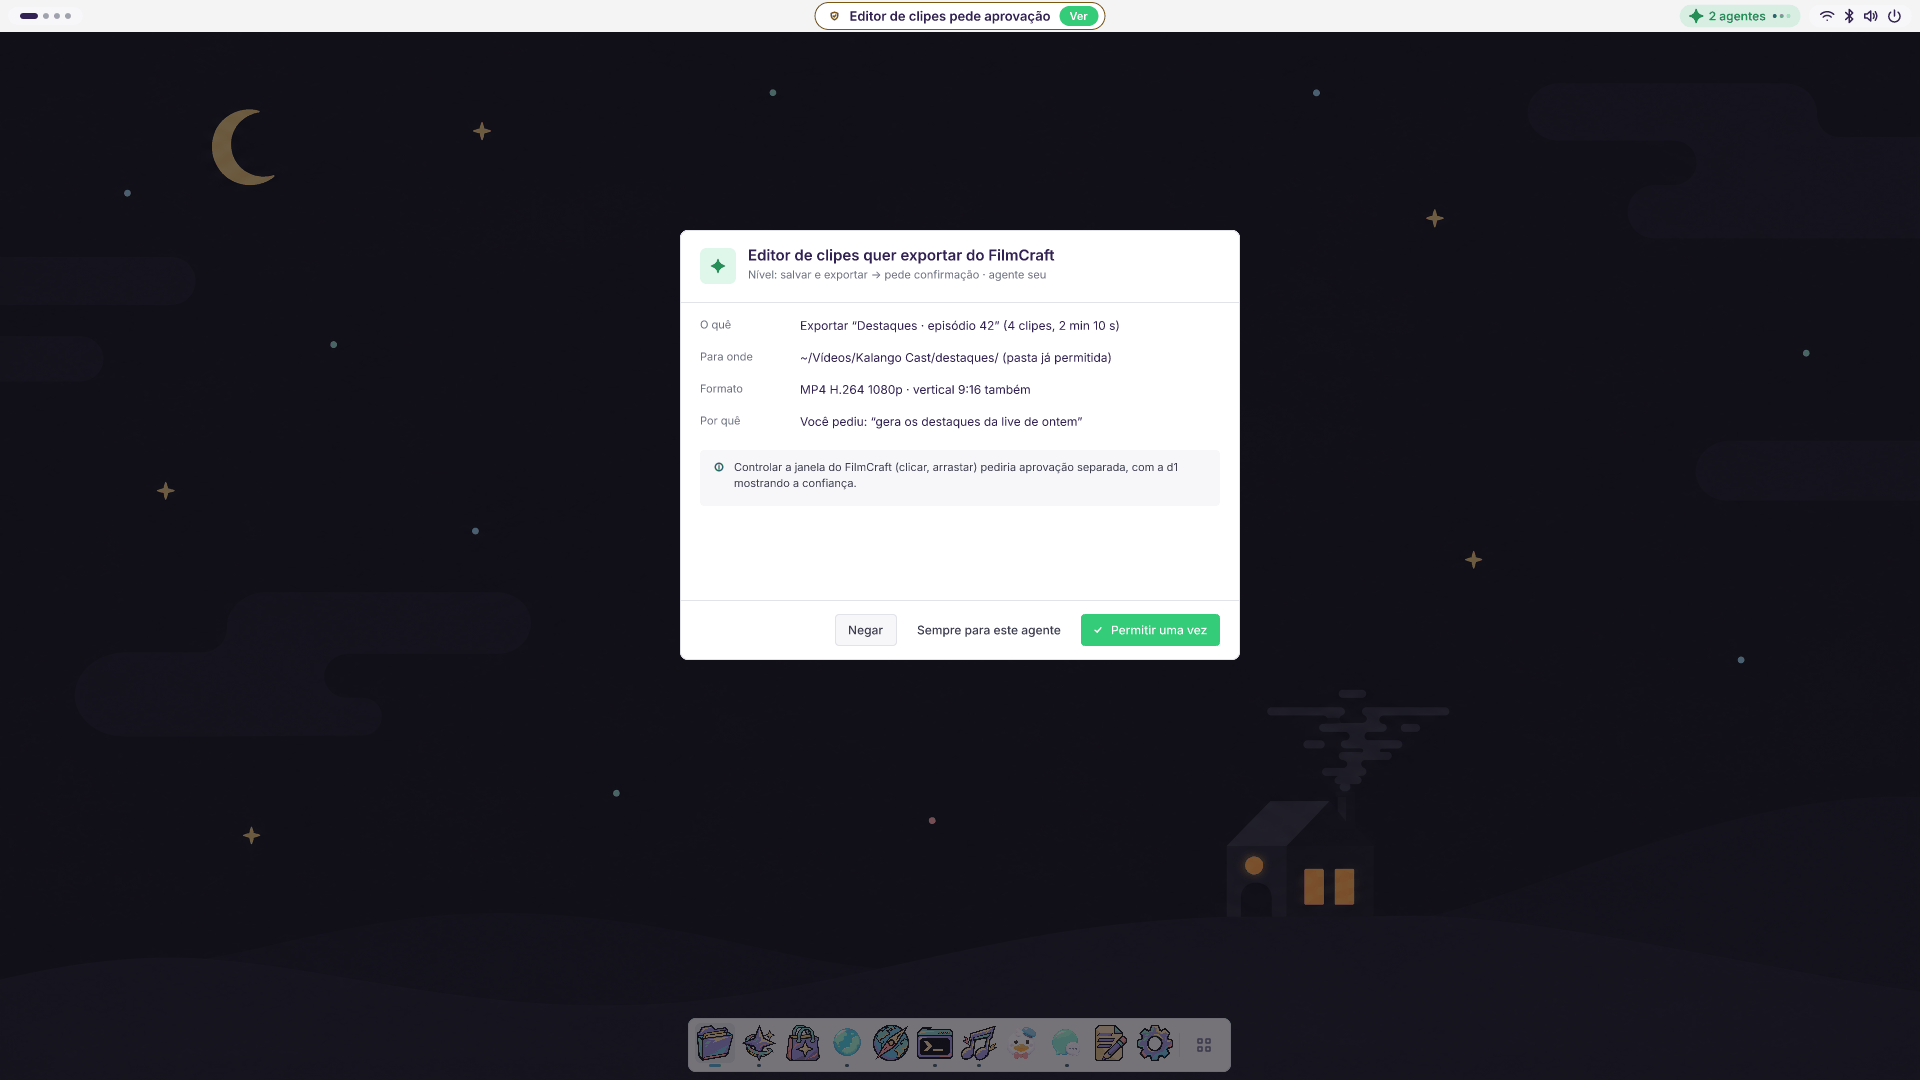 Editor de clipes pede aprovação
Ver
2 agentes
Editor de clipes quer exportar do FilmCraft
Nível: salvar e exportar → pede confirmação · agente seu
O quê
Exportar “Destaques · episódio 42” (4 clipes, 2 min 10 s)
Para onde
~/Vídeos/Kalango Cast/destaques/ (pasta já permitida)
Formato
MP4 H.264 1080p · vertical 9:16 também
Por quê
Você pediu: “gera os destaques da live de ontem”
Controlar a janela do FilmCraft (clicar, arrastar) pediria aprovação separada, com a d1
mostrando a confiança.
Negar
Sempre para este agente
Permitir uma vez